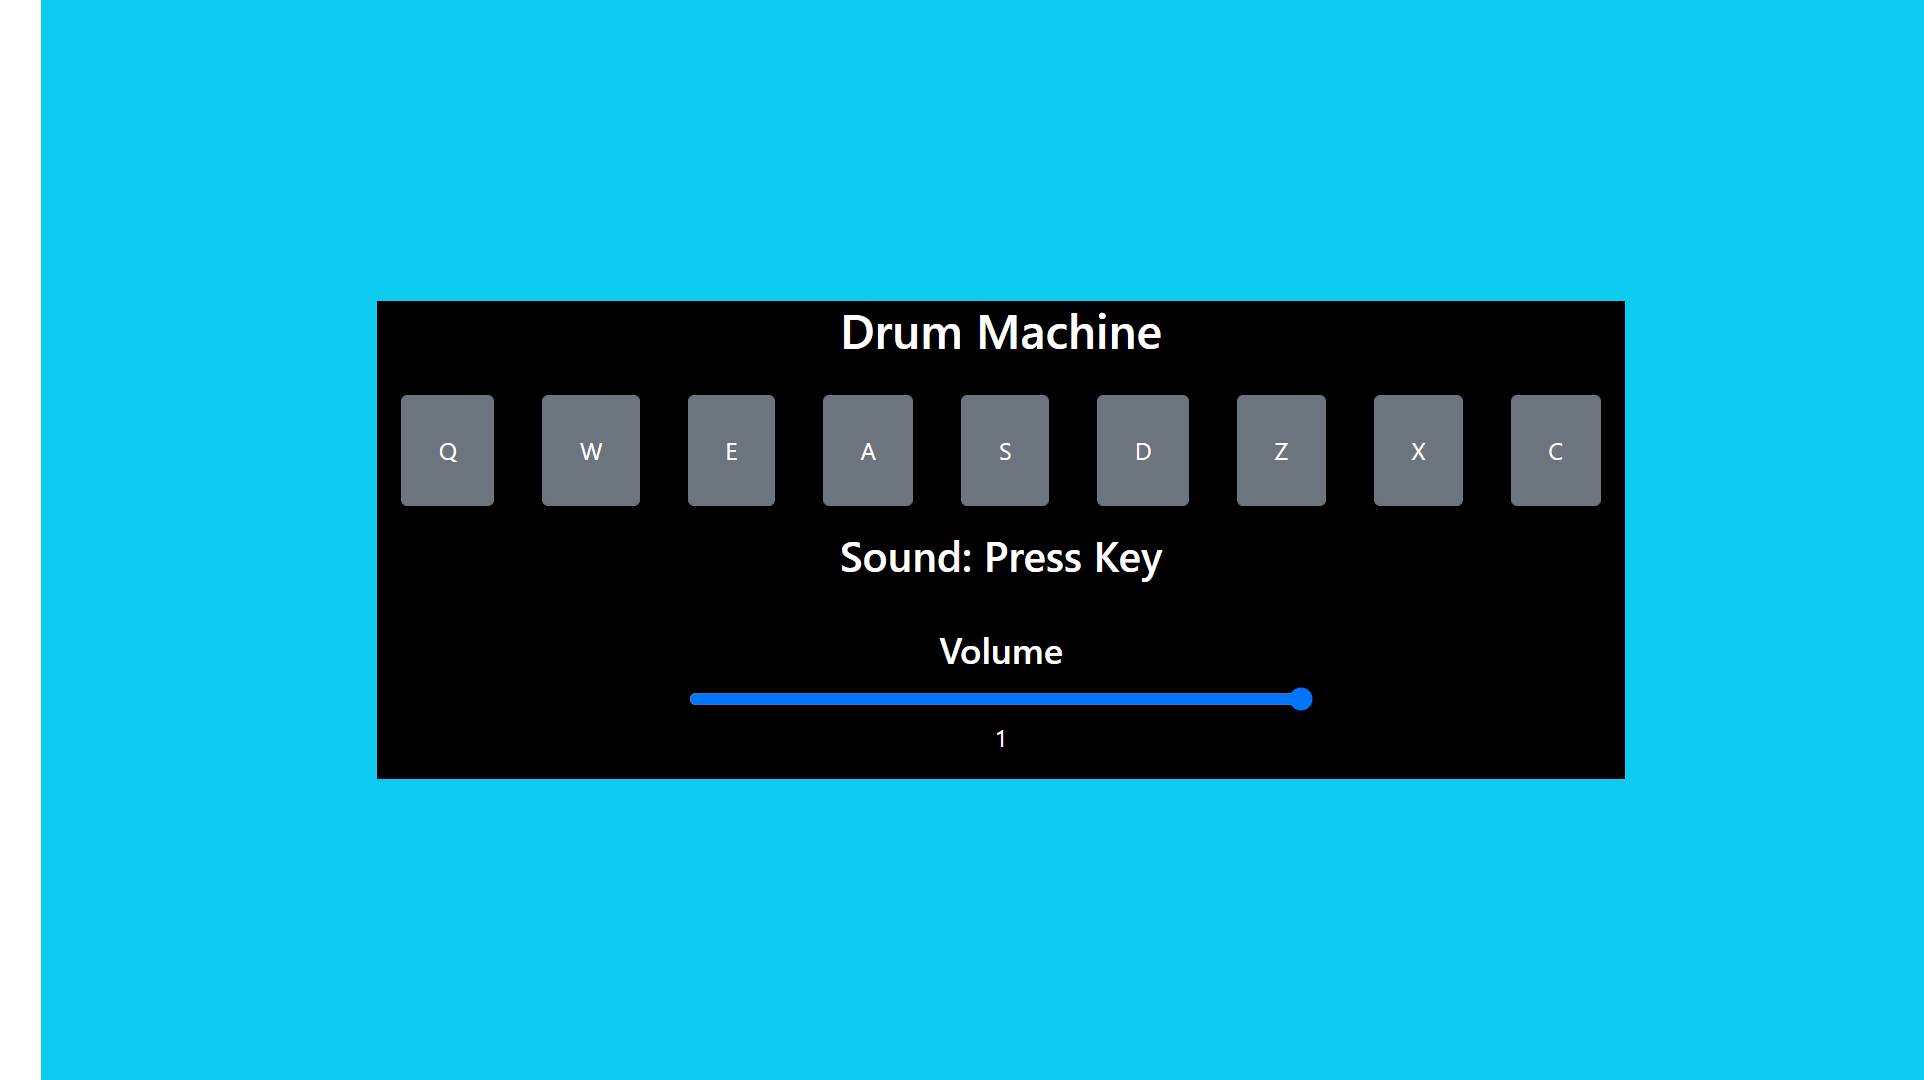 Drum Machine
Q W E A S D Z X C
Sound: Press Key
Volume
1